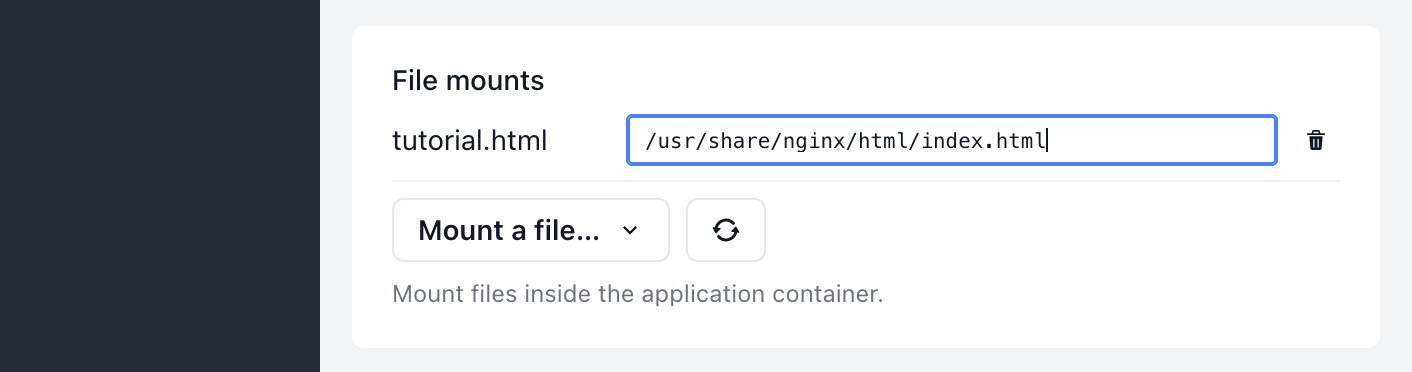 File mounts
tutorial.html /usr/share/nginx/html/index.html
Mount a file...
Mount files inside the application container.